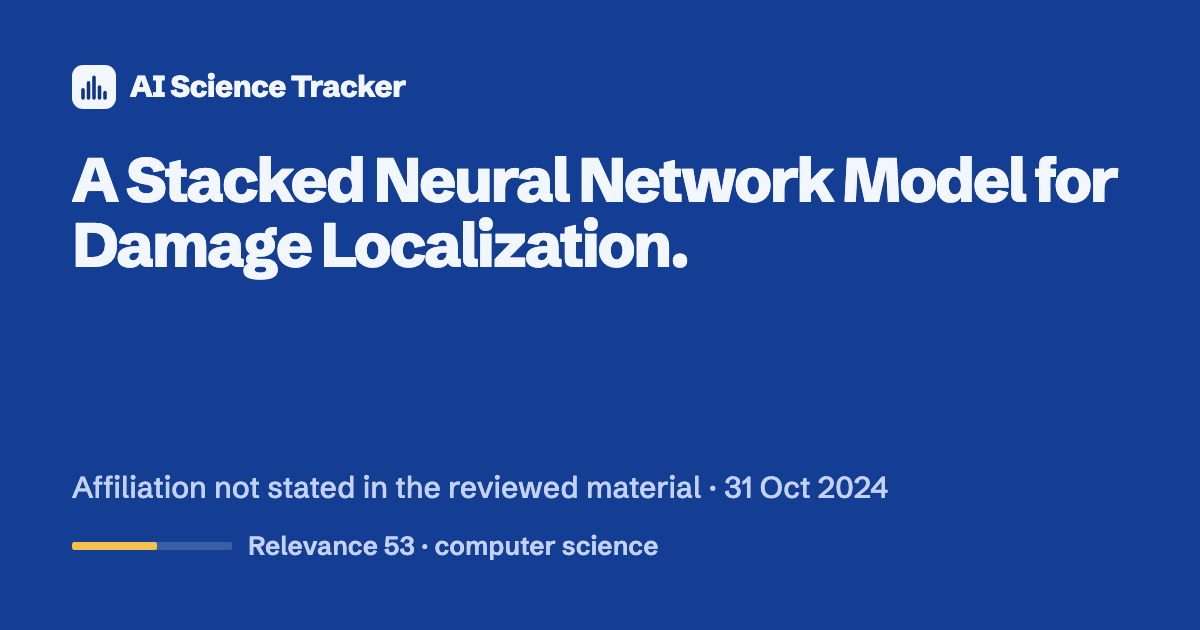 AI Science Tracker
A Stacked Neural Network Model for
Damage Localization.
Affiliation not stated in the reviewed material · 31 Oct 2024
Relevance 53 · computer science